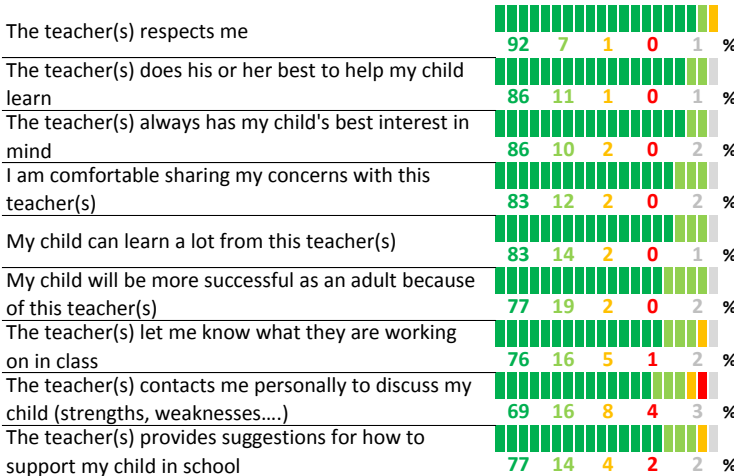 The teacher(s) respects me
92 7 1 0 1 %
The teacher(s) does his or her best to help my child
learn
86 11 1 0 1 %
The teacher(s) always has my child's best interest in
mind
86 10 2 0 2 %
I am comfortable sharing my concerns with this
teacher(s)
83 12 2 0 2 %
My child can learn a lot from this teacher(s)
83 14 2 0 1 %
My child will be more successful as an adult because
of this teacher(s)
77 19 2 0 2 %
The teacher(s) let me know what they are working
on in class
76 16 5 1 2 %
The teacher(s) contacts me personally to discuss my
child (strengths, weaknesses....)
69 16 8 4 3 %
The teacher(s) provides suggestions for how to
support my child in school
77 14 4 2 2 %